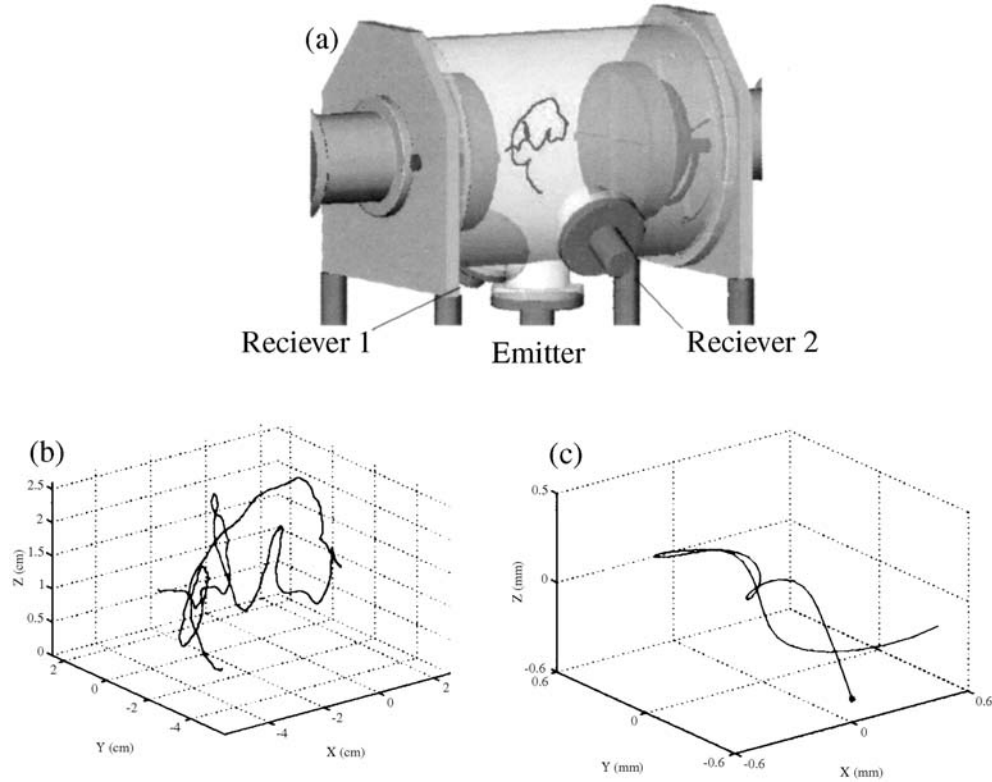 (a)
Reciever 1
Emitter
Reciever 2
(b)
2.5
2
1.5
1
0.5
0
Z (cm)
2
0
-2
-4
Y (cm)
-4
-2
0
2
X (cm)
(c)
0.5
0
-0.6
Z (mm)
0.6
0
-0.6
Y (mm)
-0.6
0
0.6
X (mm)